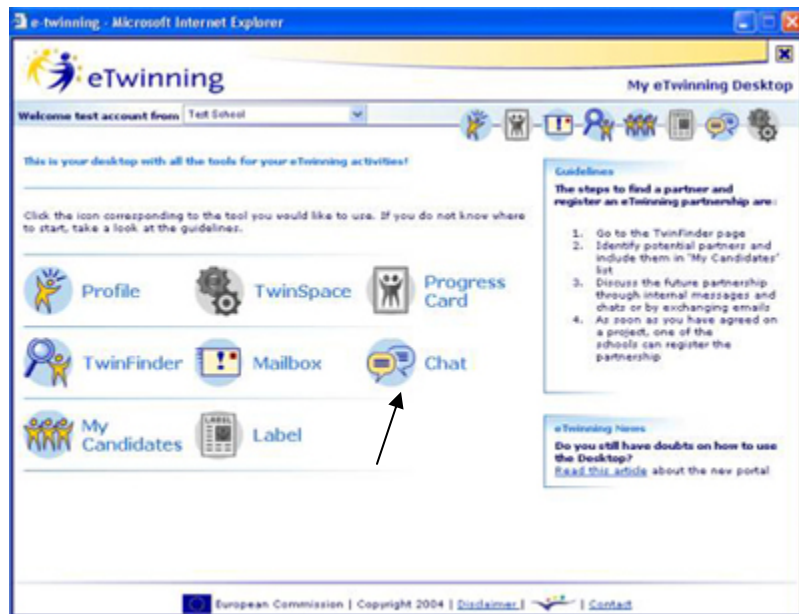 e-twinning - Microsoft Internet Explorer
eTwinning
My eTwinning Desktop
Welcome test account from Test School
This is your desktop with all the tools for your eTwinning activities!
Click the icon corresponding to the tool you would like to use. If you do not know where
to start, take a look at the guidelines.
Profile
TwinSpace
Progress
Card
TwinFinder
Mailbox
Chat
My
Candidates
LABEL
Label
Guidelines
The steps to find a partner and
register an eTwinning partnership are:
1. Go to the TwinFinder page
2. Identify potential partners and
include them in 'My Candidates'
list
3. Discuss the future partnership
through internal messages and
chats or by exchanging emails
4. As soon as you have agreed on
a project, one of the
schools can register the
partnership
eTwinning News
Do you still have doubts on how to use
the Desktop?
Read this article about the new portal
European Commission | Copyright 2004 | Disclaimer | | Contact